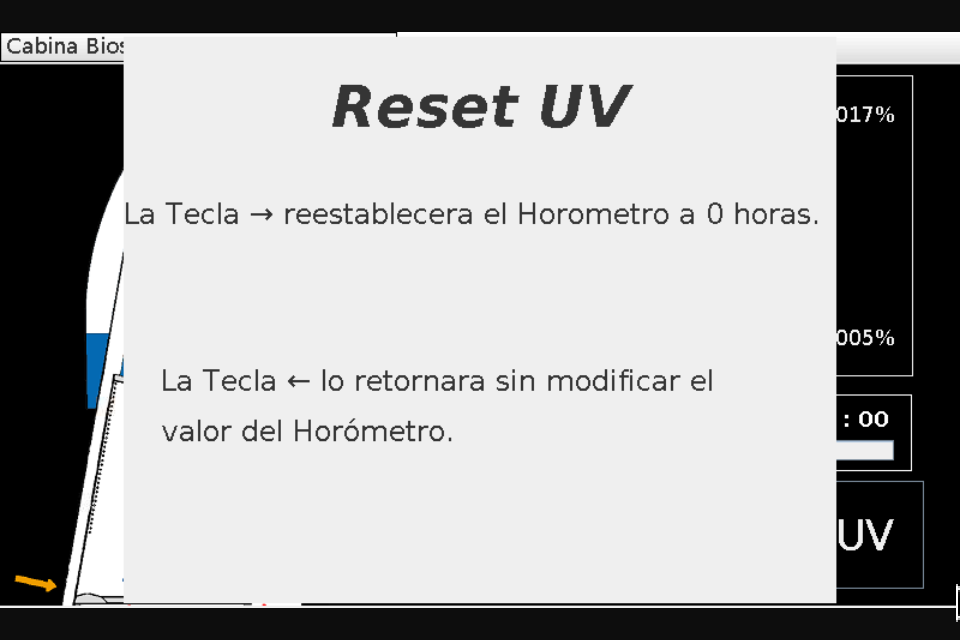 Cabina
Reset UV
017%
La Tecla → reestablecera el Horometro a 0 horas.
005%
La Tecla ← lo retornara sin modificar el
valor del Horómetro.
: 00
UV